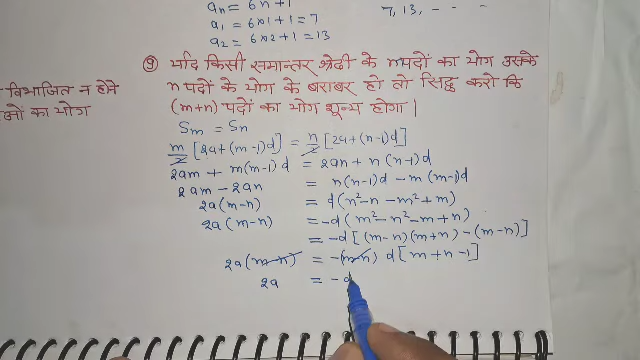 an = 6n+1
a₁ = 6×1+1 = 7
a₂ = 6×2+1 = 13
7, 13, - - -
विभाजित न होने
ओं का योग
⑨ यदि किसी समान्तर श्रेढी के m पदों का योग उसके
n पदों के योग के बराबर हो तो सिद्ध करो कि
(m+n) पदों का योग शून्य होगा |
Sm = Sn
m/2 [2a+(m-1)d] = n/2 [2a+(n-1)d]
2am + m(m-1)d = 2an + n(n-1)d
2am - 2an = n(n-1)d - m(m-1)d
2a(m-n) = d(n²-n-m²+m)
2a(m-n) = -d(m²-n²-m+n)
= -d[(m-n)(m+n)-(m-n)]
2a(m-n) = -(m-n) d[m+n-1]
2a = -d